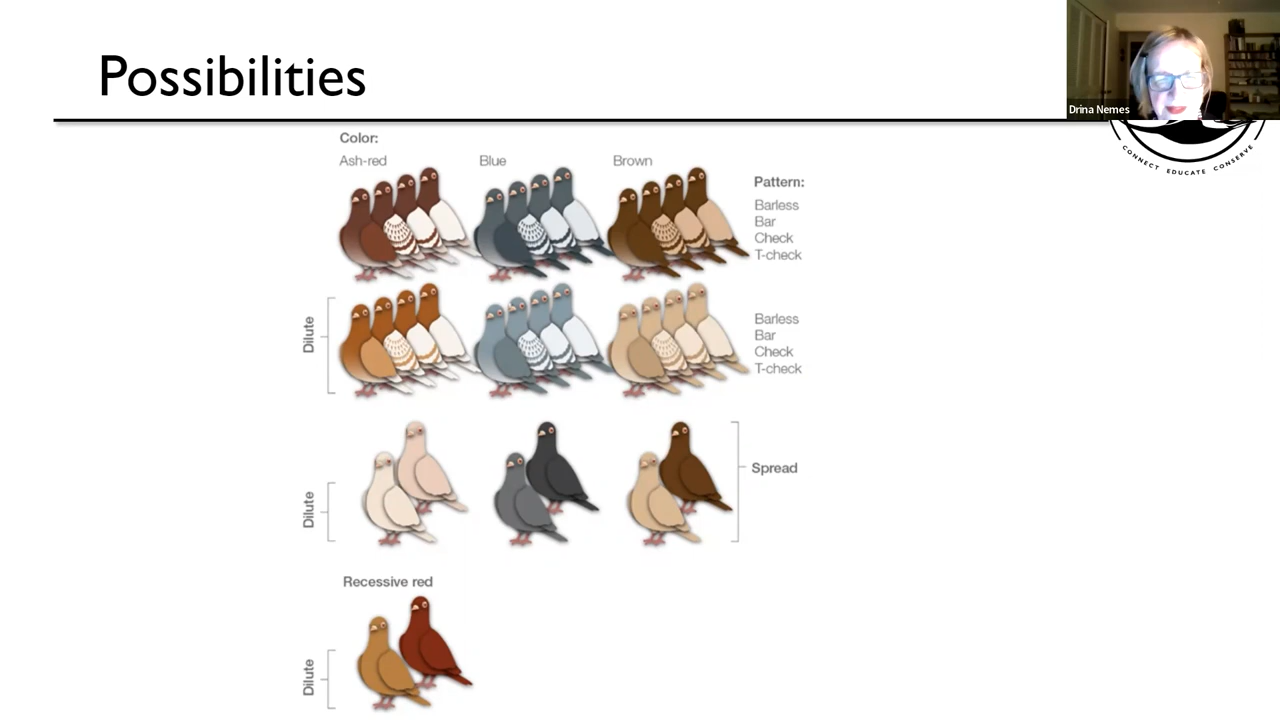 Possibilities
Drina Nemes
CONNECT EDUCATE CONSERVE
Color:
Ash-red
Blue
Brown
Pattern:
Barless
Bar
Check
T-check
Dilute
Barless
Bar
Check
T-check
Dilute
Spread
Recessive red
Dilute